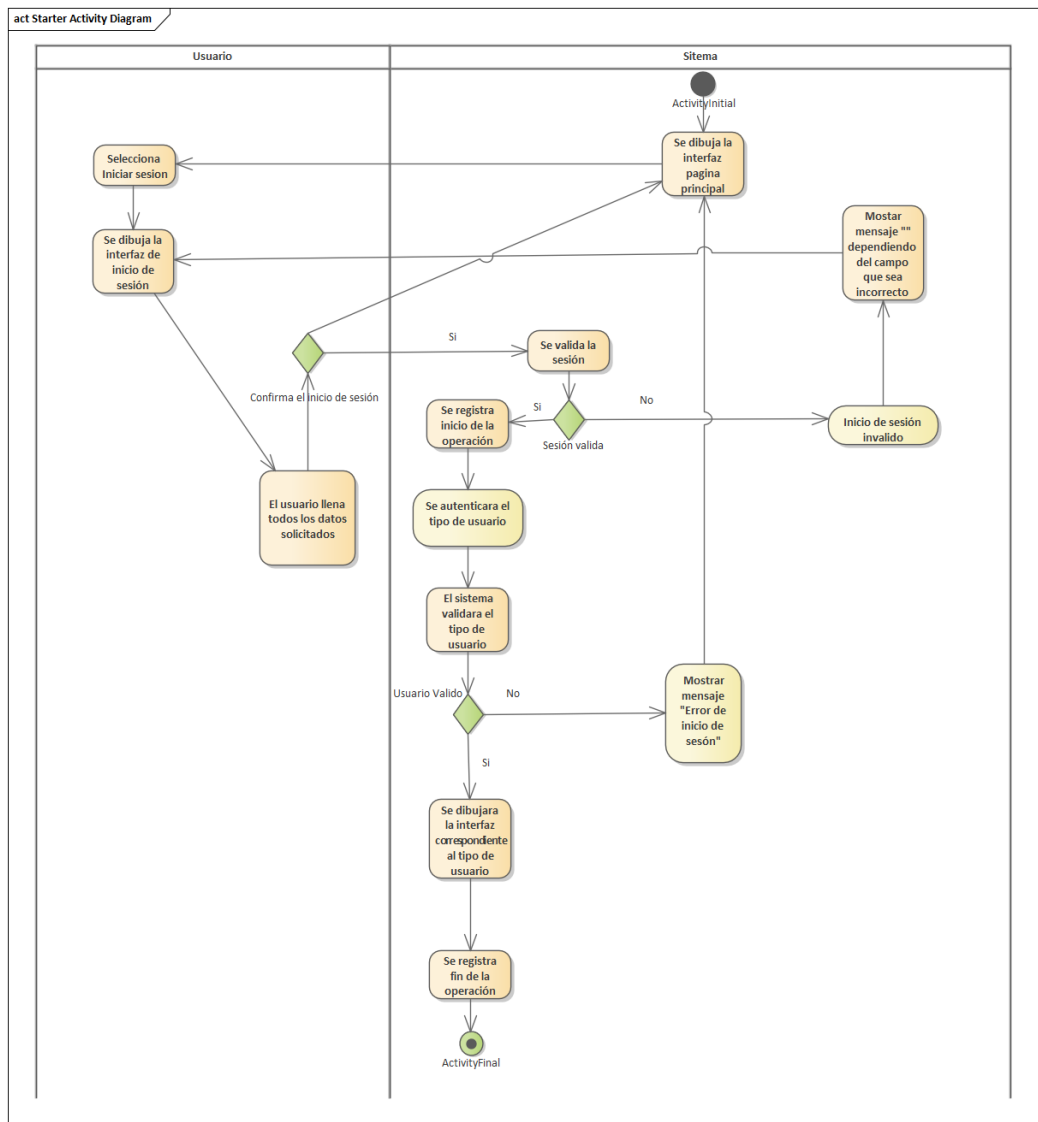 act Starter Activity Diagram
Usuario
Sitema
ActivityInitial
Se dibuja la
interfaz
pagina
principal
Selecciona
Iniciar sesion
Se dibuja la
interfaz de
inicio de
sesión
Mostar
mensaje ""
dependiendo
del campo
que sea
incorrecto
Si
Se valida la
sesión
Confirma el inicio de sesión
Se registra
inicio de la
operación
Si
No
Sesión valida
Inicio de sesión
invalido
El usuario llena
todos los datos
solicitados
Se autenticara el
tipo de usuario
El sistema
validara el
tipo de
usuario
Usuario Valido
No
Mostrar
mensaje
"Error de
inicio de
sesón"
Si
Se dibujara
la interfaz
correspondiente
al tipo de
usuario
Se registra
fin de la
operación
ActivityFinal